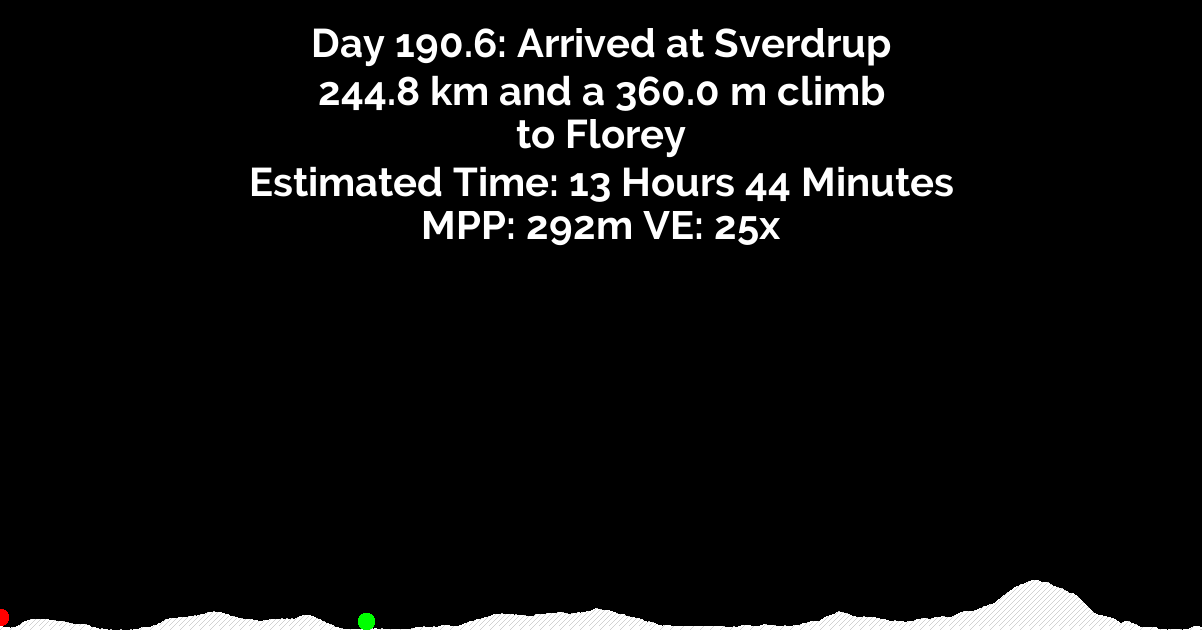 Day 190.6: Arrived at Sverdrup
244.8 km and a 360.0 m climb
to Florey
Estimated Time: 13 Hours 44 Minutes
MPP: 292m VE: 25x